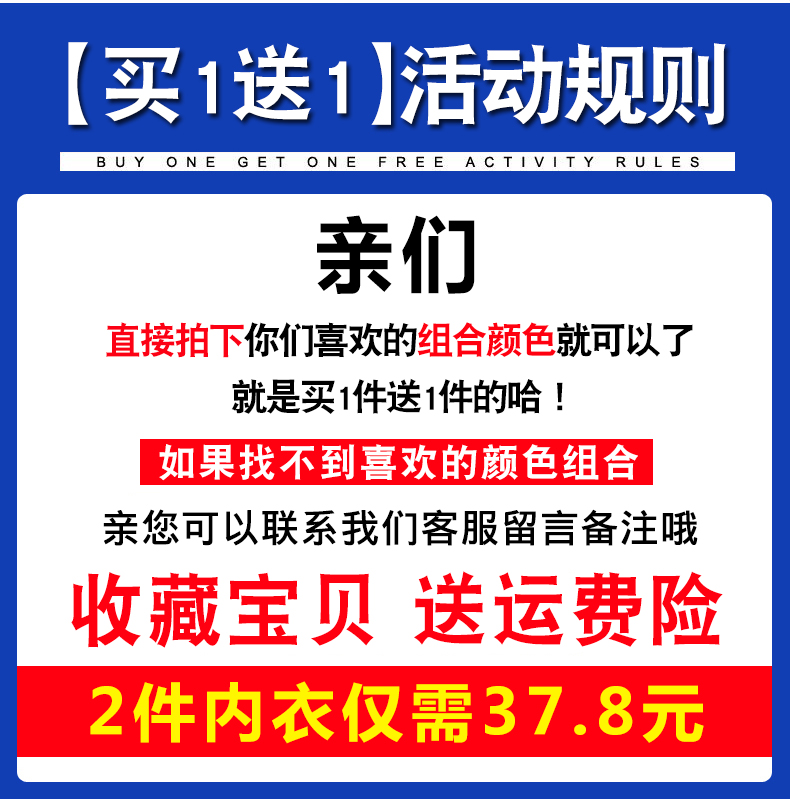 【买1送1】活动规则
BUY ONE GET ONE FREE ACTIVITY RULES
亲们
直接拍下你们喜欢的组合颜色就可以了
就是买1件送1件的哈！
如果找不到喜欢的颜色组合
亲您可以联系我们客服留言备注哦
收藏宝贝 送运费险
2件内衣仅需37.8元